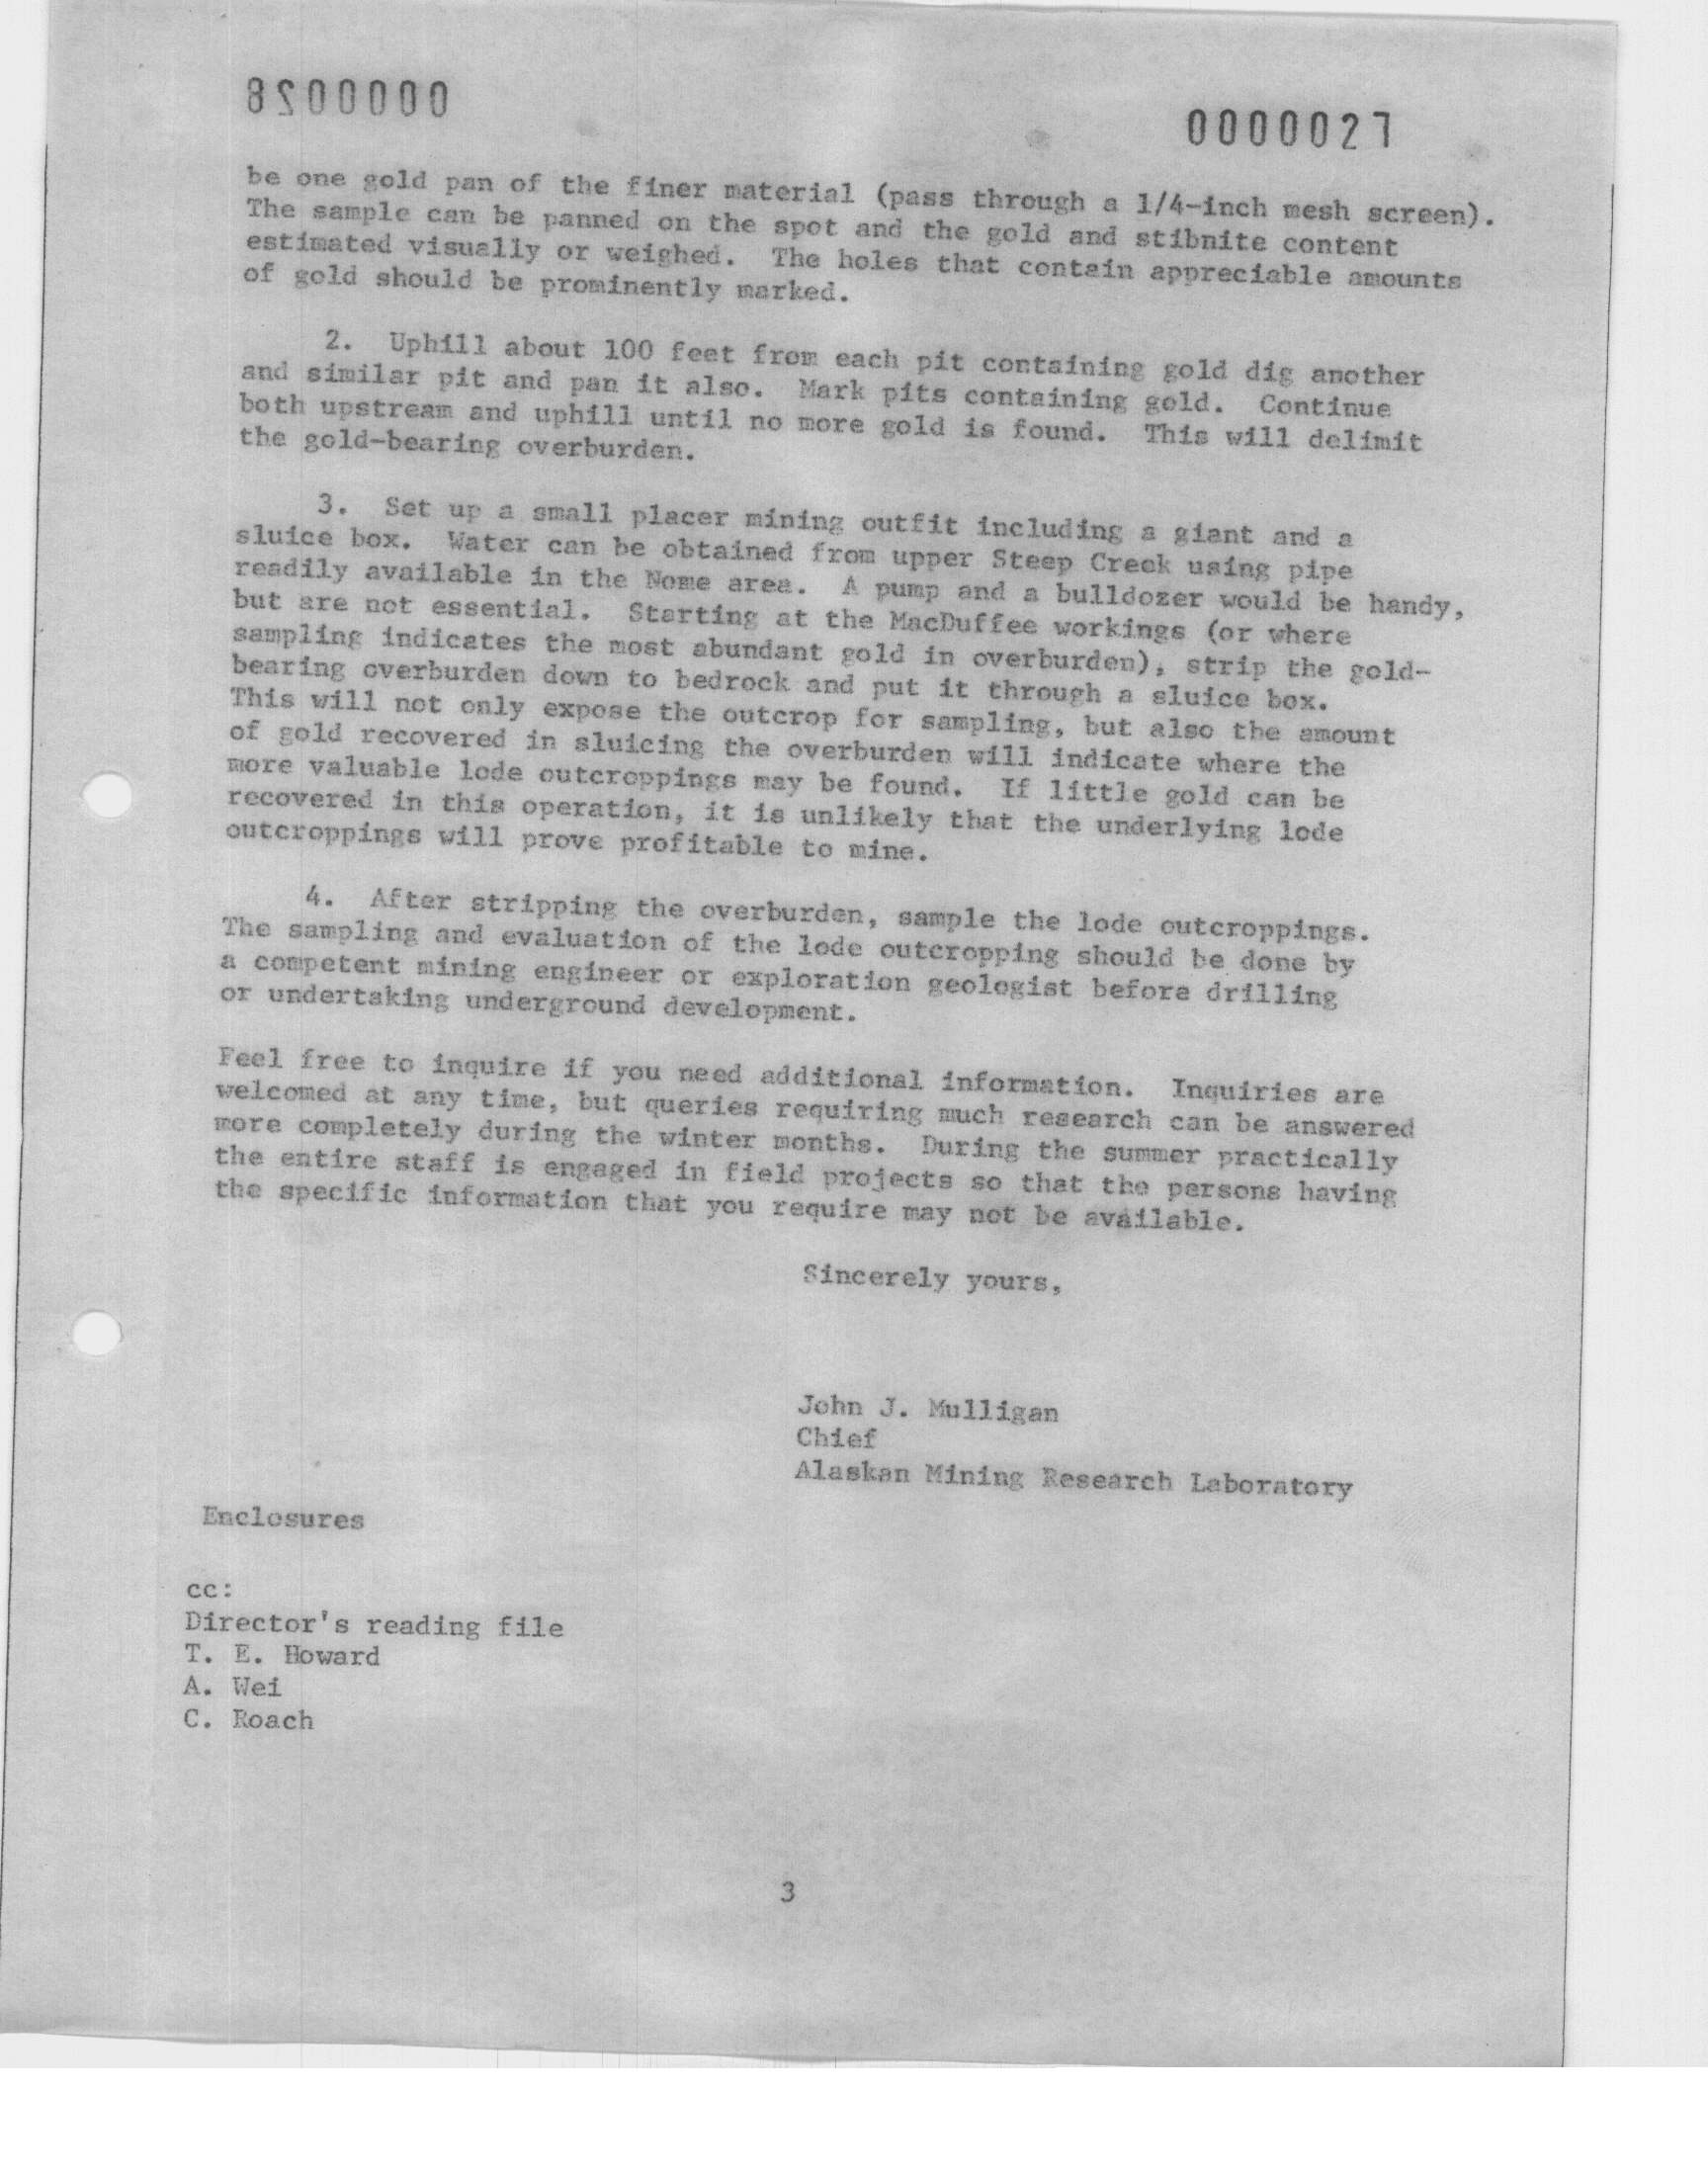 8200000
0000027
be one gold pan of the finer material (pass through a 1/4-inch mesh screen).
The sample can be panned on the spot and the gold and stibnite content
estimated visually or weighed.  The holes that contain appreciable amounts
of gold should be prominently marked.
2.  Uphill about 100 feet from each pit containing gold dig another
and similar pit and pan it also.  Mark pits containing gold.  Continue
both upstream and uphill until no more gold is found.  This will delimit
the gold-bearing overburden.
3.  Set up a small placer mining outfit including a giant and a
sluice box.  Water can be obtained from upper Steep Creek using pipe
readily available in the Nome area.  A pump and a bulldozer would be handy,
but are not essential.  Starting at the MacDuffee workings (or where
sampling indicates the most abundant gold in overburden), strip the gold-
bearing overburden down to bedrock and put it through a sluice box.
This will not only expose the outcrop for sampling, but also the amount
of gold recovered in sluicing the overburden will indicate where the
more valuable lode outcroppings may be found.  If little gold can be
recovered in this operation, it is unlikely that the underlying lode
outcroppings will prove profitable to mine.
4.  After stripping the overburden, sample the lode outcroppings.
The sampling and evaluation of the lode outcropping should be done by
a competent mining engineer or exploration geologist before drilling
or undertaking underground development.
Feel free to inquire if you need additional information.  Inquiries are
welcomed at any time, but queries requiring much research can be answered
more completely during the winter months.  During the summer practically
the entire staff is engaged in field projects so that the persons having
the specific information that you require may not be available.
Sincerely yours,
John J. Mulligan
Chief
Alaskan Mining Research Laboratory
Enclosures
cc:
Director's reading file
T. E. Howard
A. Wei
C. Roach
3